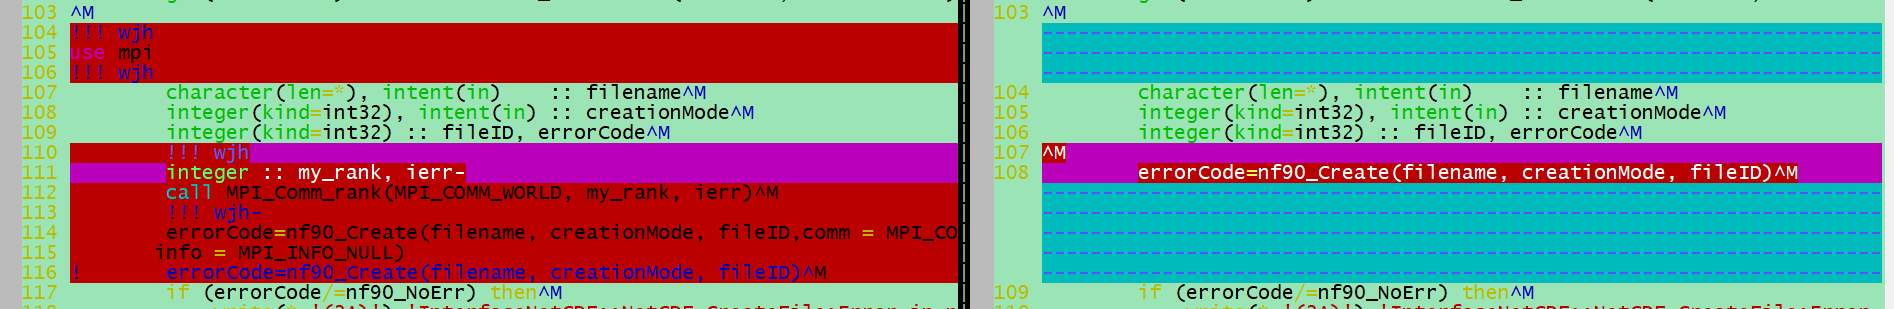 103 ^M
104 !!! wjh
105 use mpi
106 !!! wjh
107         character(len=*), intent(in)    :: filename^M
108         integer(kind=int32), intent(in) :: creationMode^M
109         integer(kind=int32) :: fileID, errorCode^M
110         !!! wjh
111         integer :: my_rank, ierr-
112         call MPI_Comm_rank(MPI_COMM_WORLD, my_rank, ierr)^M
113         !!! wjh-
114         errorCode=nf90_Create(filename, creationMode, fileID,comm = MPI_CO
115        info = MPI_INFO_NULL)
116 !       errorCode=nf90_Create(filename, creationMode, fileID)^M
117         if (errorCode/=nf90_NoErr) then^M
103 ^M
104         character(len=*), intent(in)    :: filename^M
105         integer(kind=int32), intent(in) :: creationMode^M
106         integer(kind=int32) :: fileID, errorCode^M
107 ^M
108         errorCode=nf90_Create(filename, creationMode, fileID)^M
109         if (errorCode/=nf90_NoErr) then^M